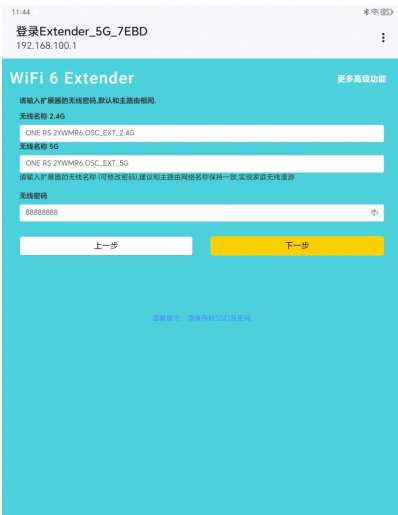 11:44
登录Extender_5G_7EBD
192.168.100.1
WiFi 6 Extender
更多高级功能
请输入扩展器的无线密码,默认和主路由相同.
无线名称 2.4G
ONE RS 2YWMR6.OSC_EXT_2.4G
无线名称 5G
ONE RS 2YWMR6.OSC_EXT_5G
请输入扩展器的无线名称 (可修改密码),建议和主路由网络名称保持一致,实现家庭无线漫游
无线密码
88888888
上一步
下一步
温馨提示: 请保存好SSID及密码